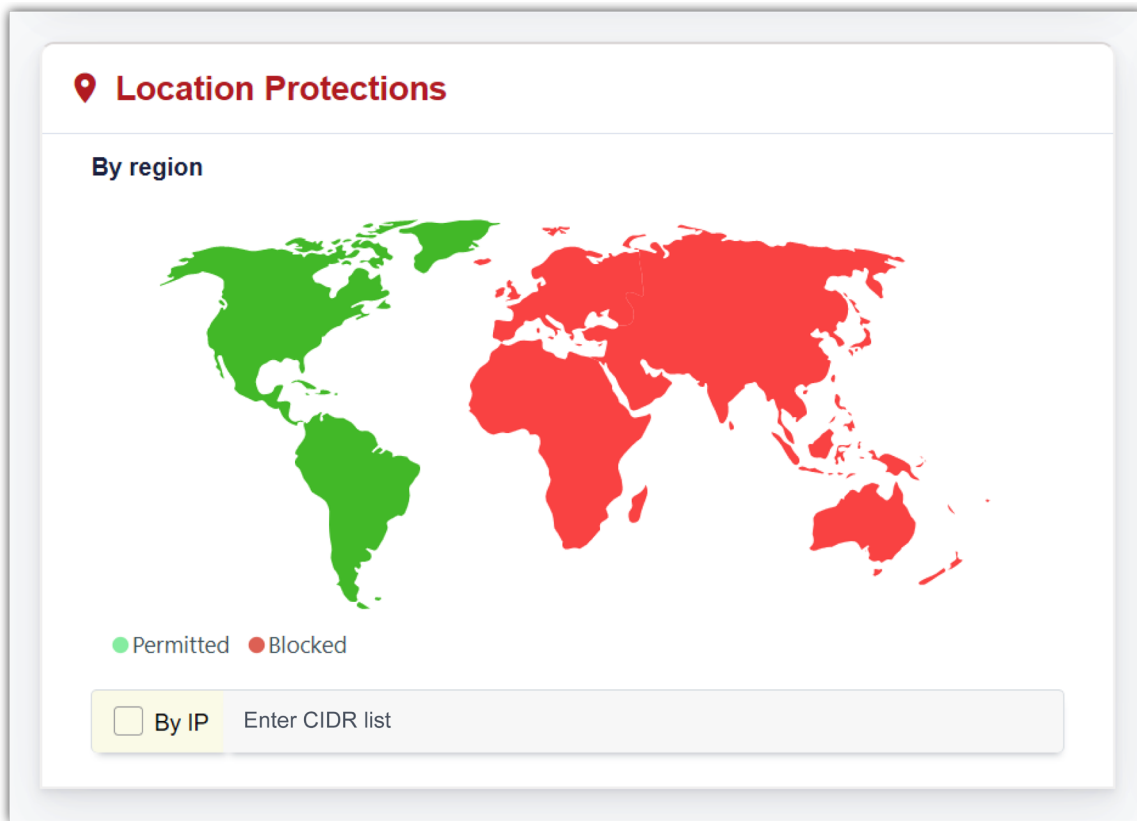 Location Protections
By region
Permitted Blocked
By IP Enter CIDR list